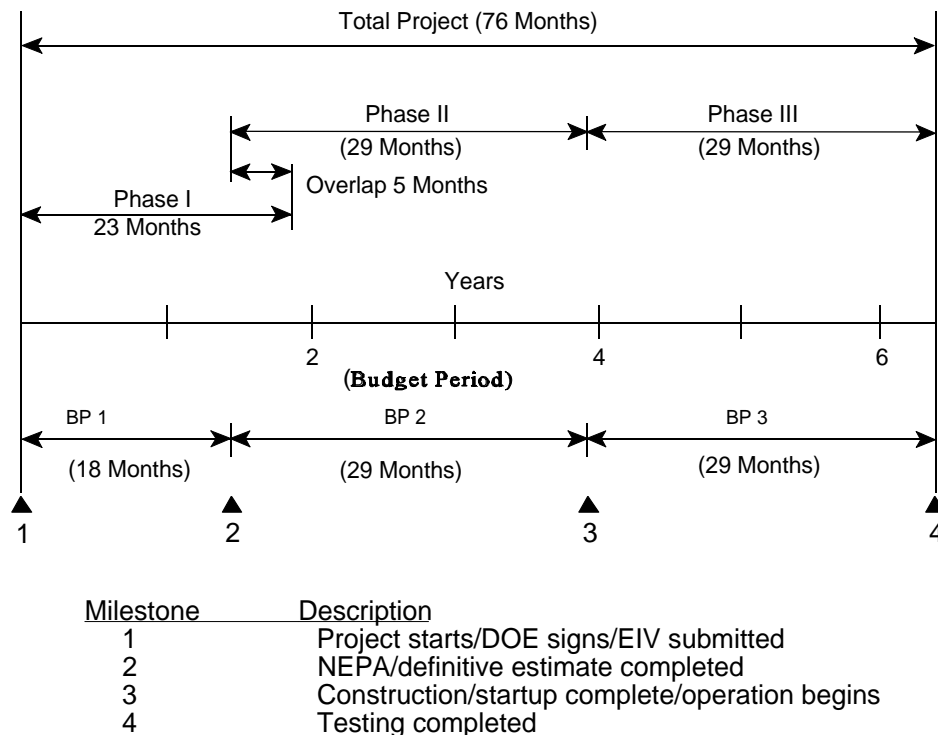 Total Project (76 Months)
Phase II
Phase III
(29 Months)
(29 Months)
Overlap 5 Months
Phase I
23 Months
Years
2
4
6
(Budget Period)
BP 1
BP 2
BP 3
(18 Months)
(29 Months)
(29 Months)
1
2
3
4
Milestone Description
1 Project starts/DOE signs/EIV submitted
2 NEPA/definitive estimate completed
3 Construction/startup complete/operation begins
4 Testing completed